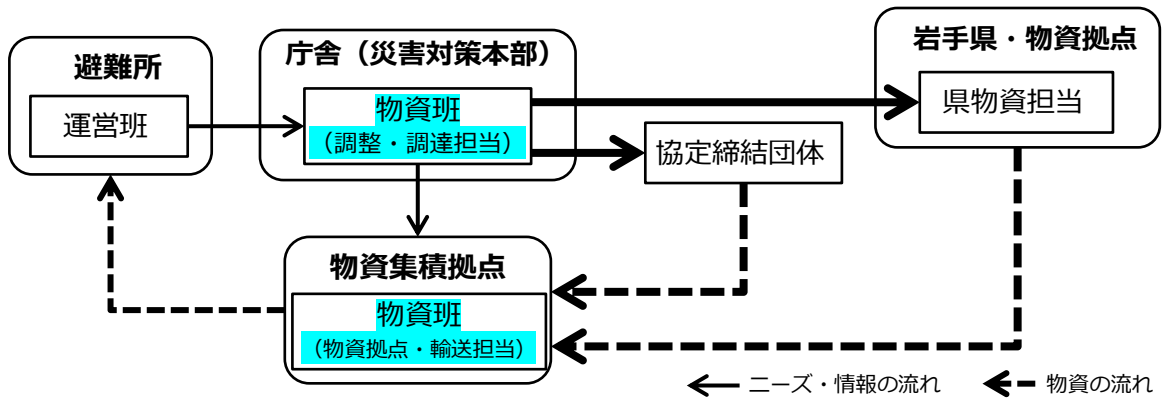 避難所
運営班
庁舎（災害対策本部）
物資班
（調整・調達担当）
協定締結団体
岩手県・物資拠点
県物資担当
物資集積拠点
物資班
（物資拠点・輸送担当）
ニーズ・情報の流れ
物資の流れ